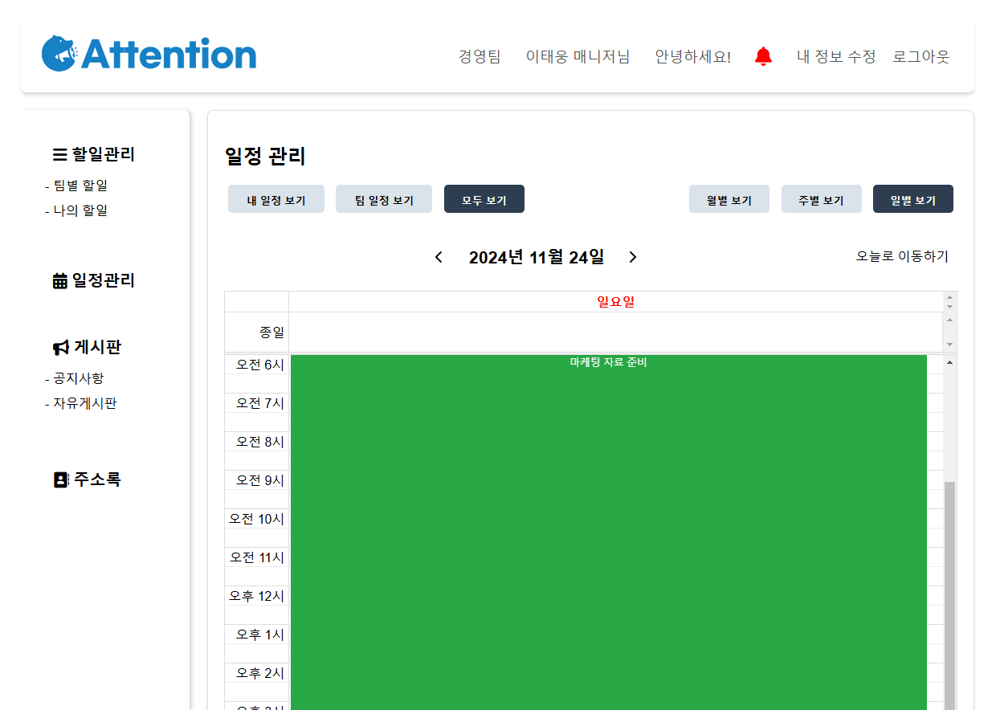 Attention
경영팀 이태웅 매니저님 안녕하세요! 내 정보 수정 로그아웃
할일관리
- 팀별 할일
- 나의 할일
일정관리
게시판
- 공지사항
- 자유게시판
주소록
일정 관리
내 일정 보기 팀 일정 보기 모두 보기 월별 보기 주별 보기 일별 보기
2024년 11월 24일 오늘로 이동하기
일요일
종일
오전 6시 마케팅 자료 준비
오전 7시
오전 8시
오전 9시
오전 10시
오전 11시
오후 12시
오후 1시
오후 2시